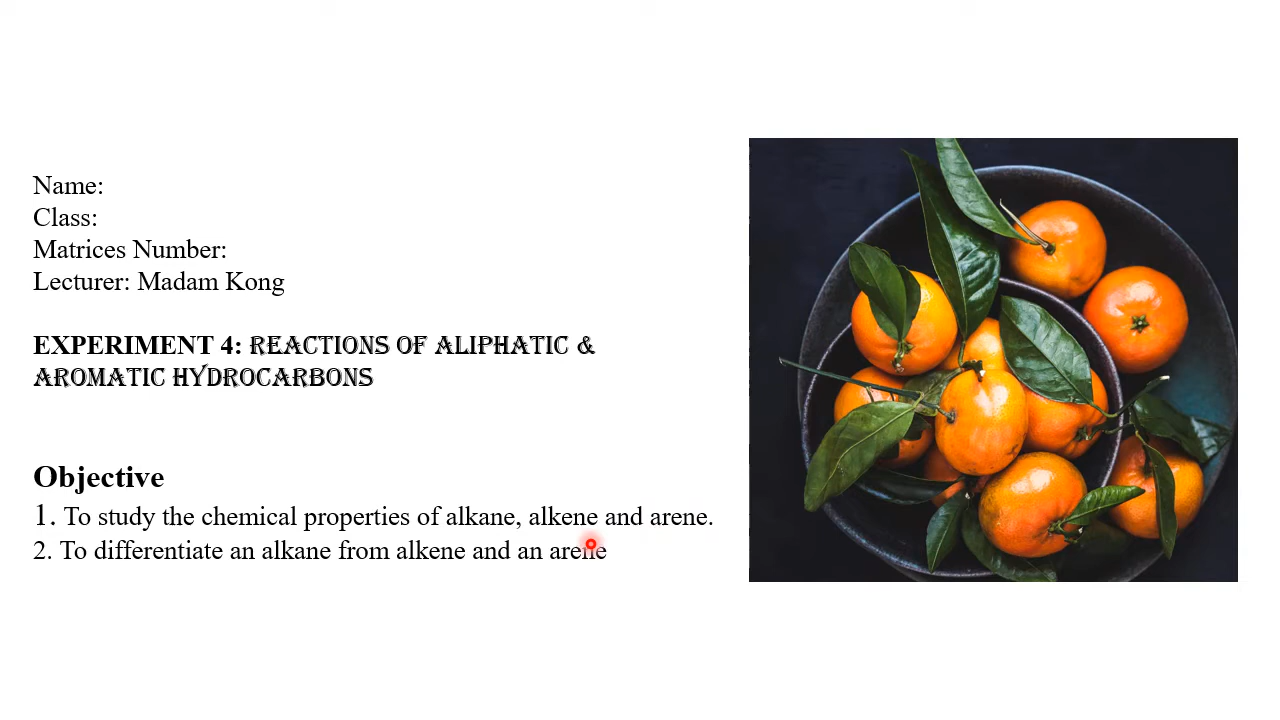 Name:
Class:
Matrices Number:
Lecturer: Madam Kong
EXPERIMENT 4: REACTIONS OF ALIPHATIC &
AROMATIC HYDROCARBONS
Objective
1. To study the chemical properties of alkane, alkene and arene.
2. To differentiate an alkane from alkene and an arene